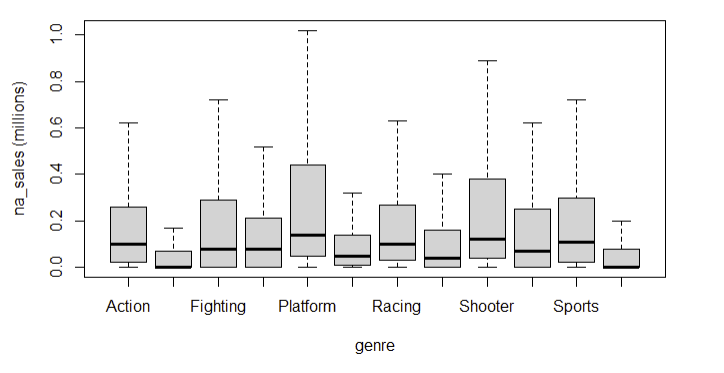 1.0
0.8
0.6
0.4
0.2
0.0
na_sales (millions)
Action Fighting Platform Racing Shooter Sports
genre